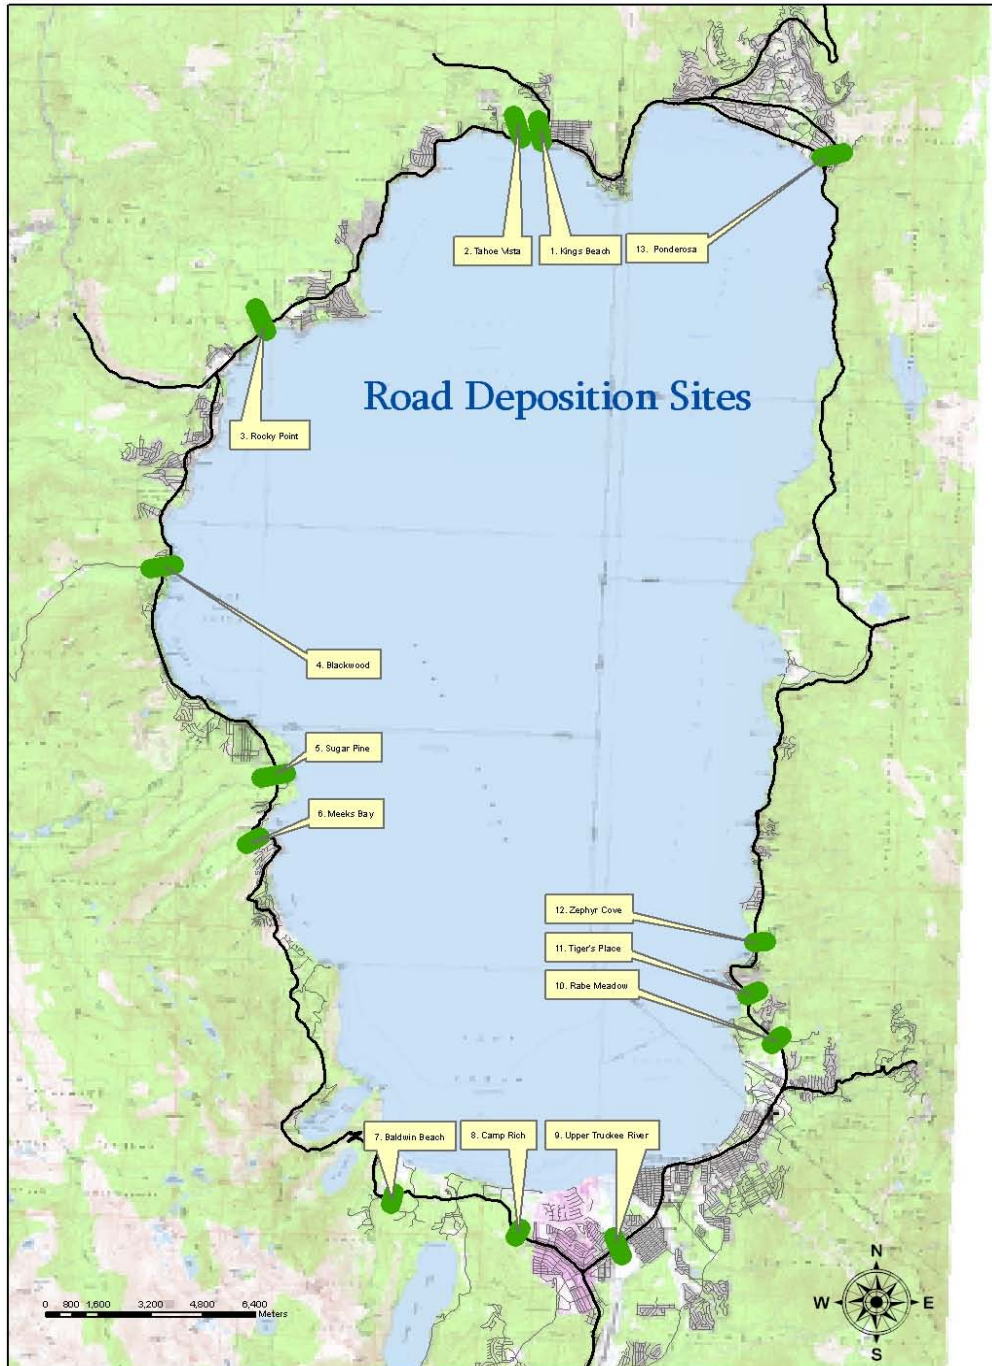 2. Tahoe Vista
1. Kings Beach
13. Ponderosa
Road Deposition Sites
3. Rocky Point
4. Blackwood
5. Sugar Pine
6. Meeks Bay
12. Zephyr Cove
11. Tiger's Place
10. Rabe Meadow
7. Baldwin Beach
8. Camp Rich
9. Upper Truckee River
N
W E
S
0 800 1,600 3,200 4,800 6,400
Meters